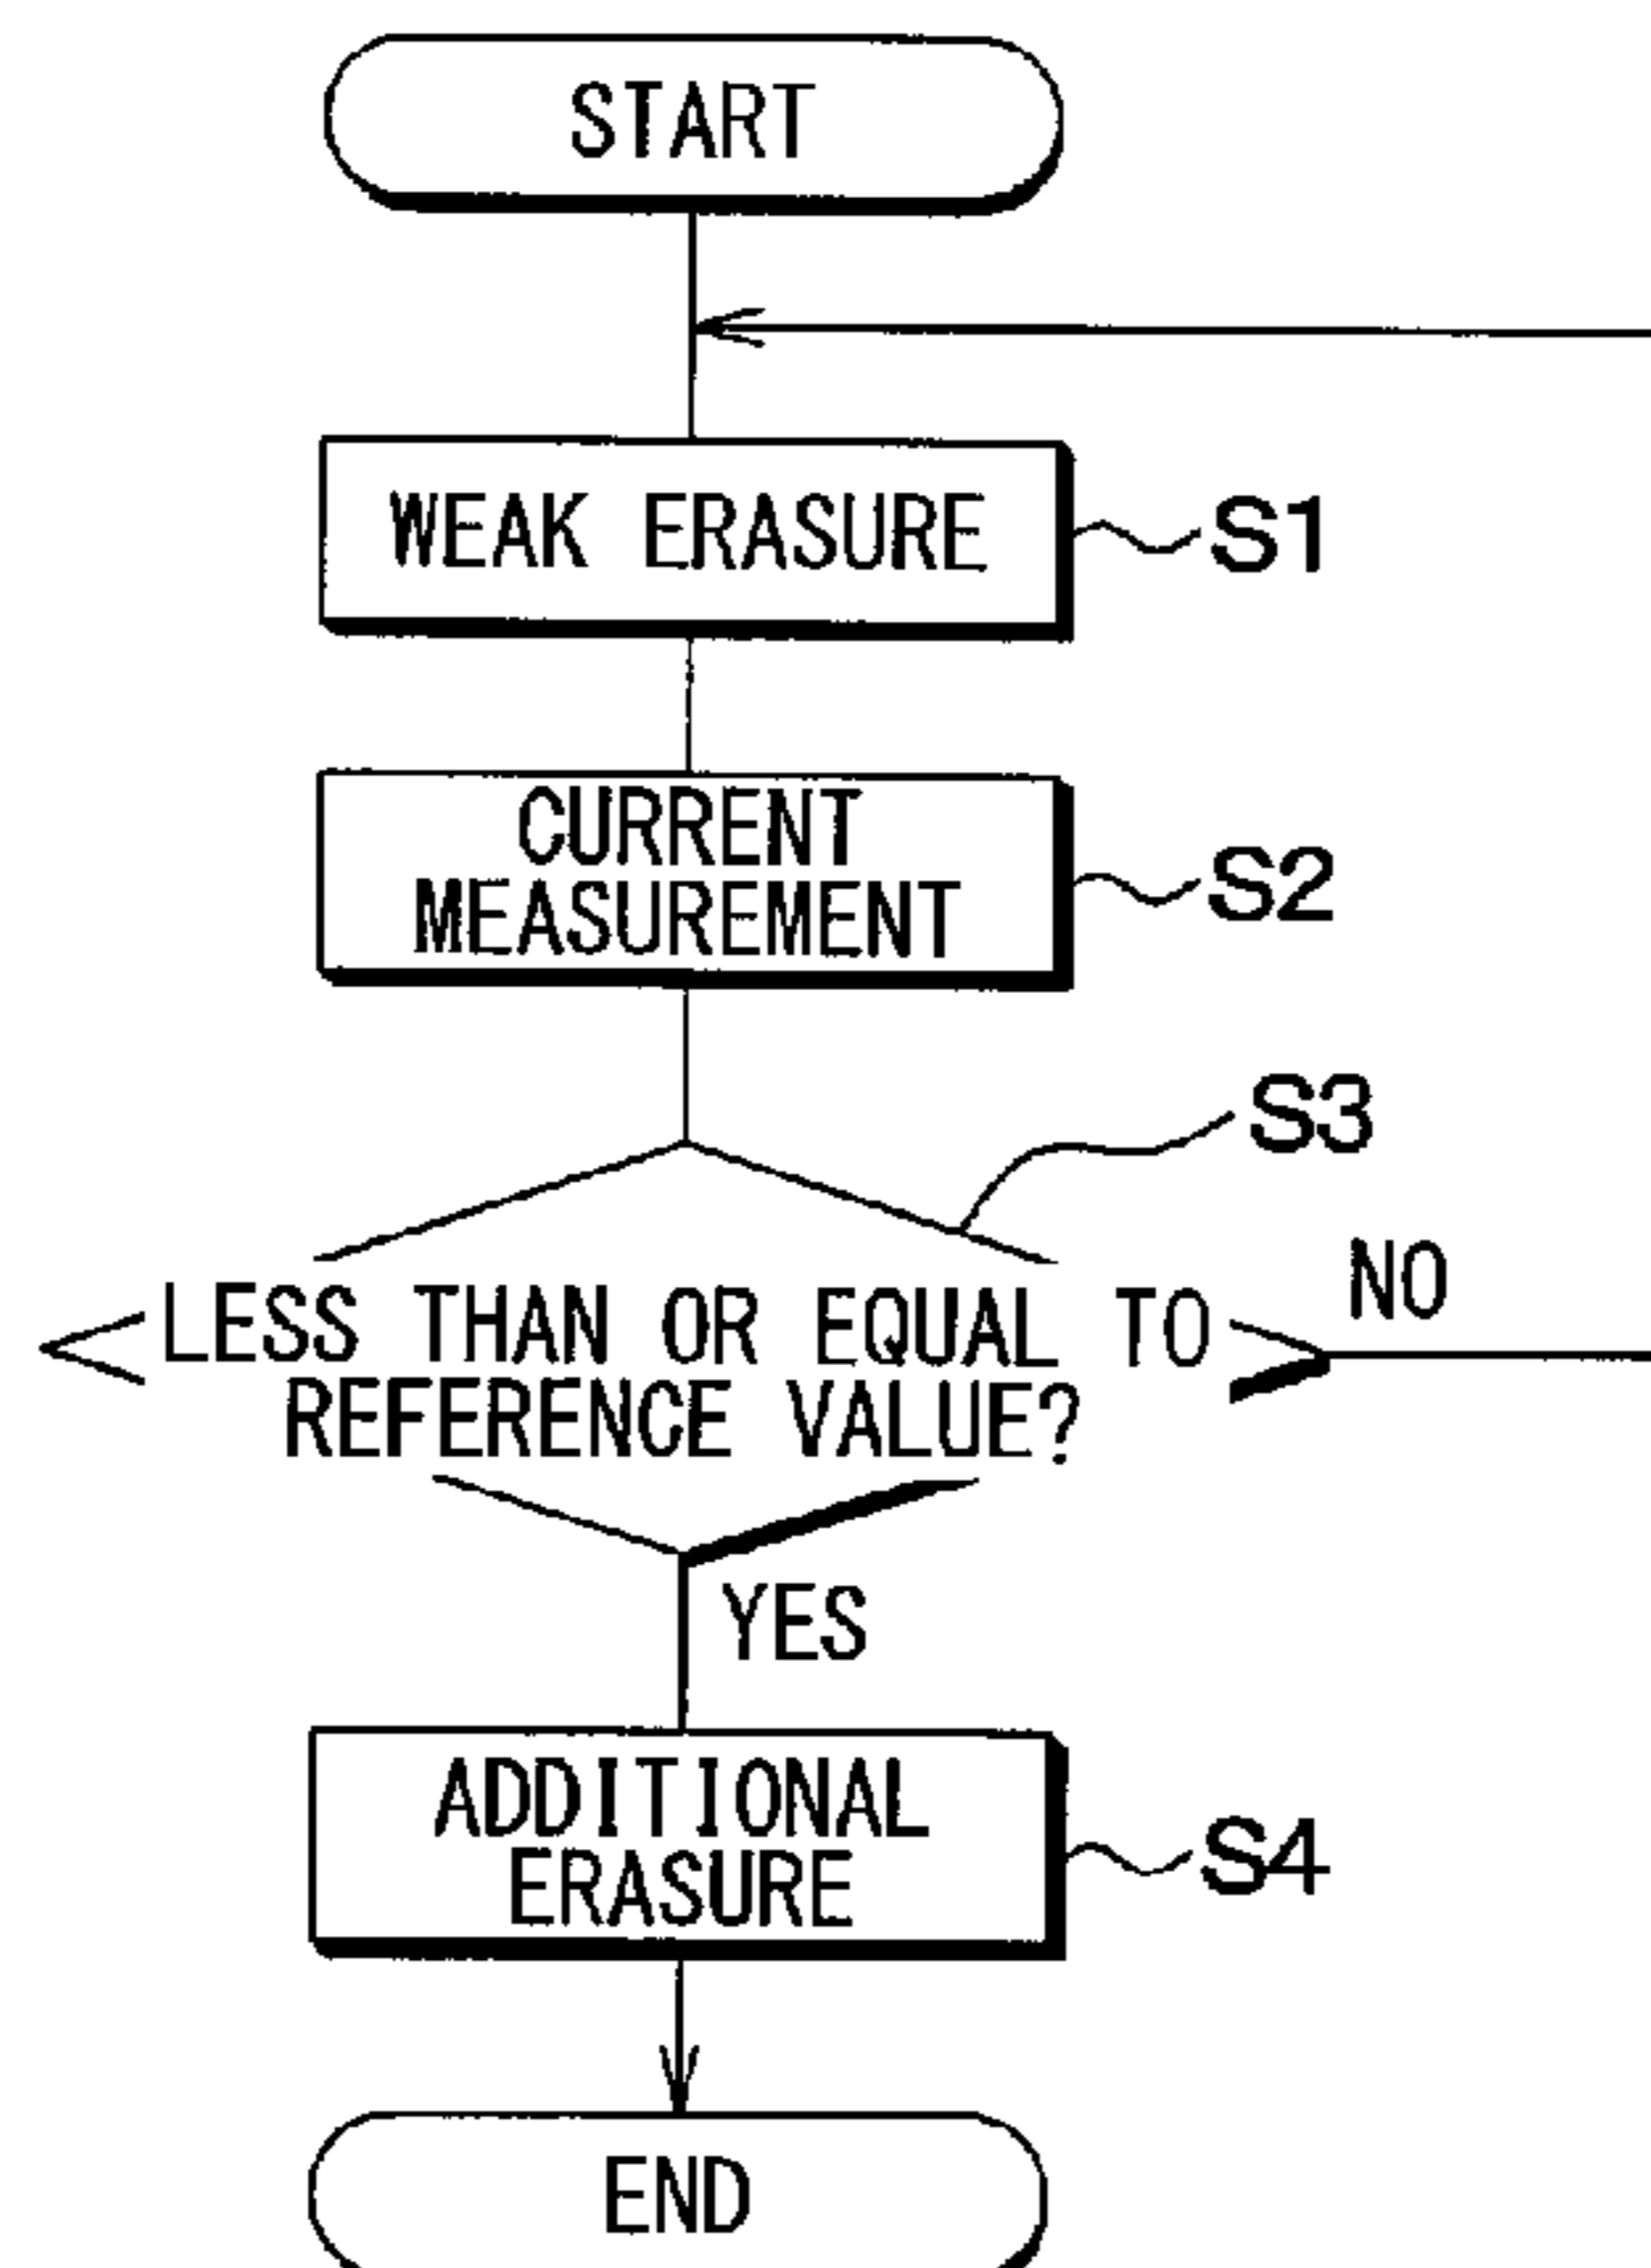 START
WEAK ERASURE
S1
CURRENT
MEASUREMENT
S2
S3
LESS THAN OR EQUAL TO
REFERENCE VALUE?
NO
YES
ADDITIONAL
ERASURE
S4
END